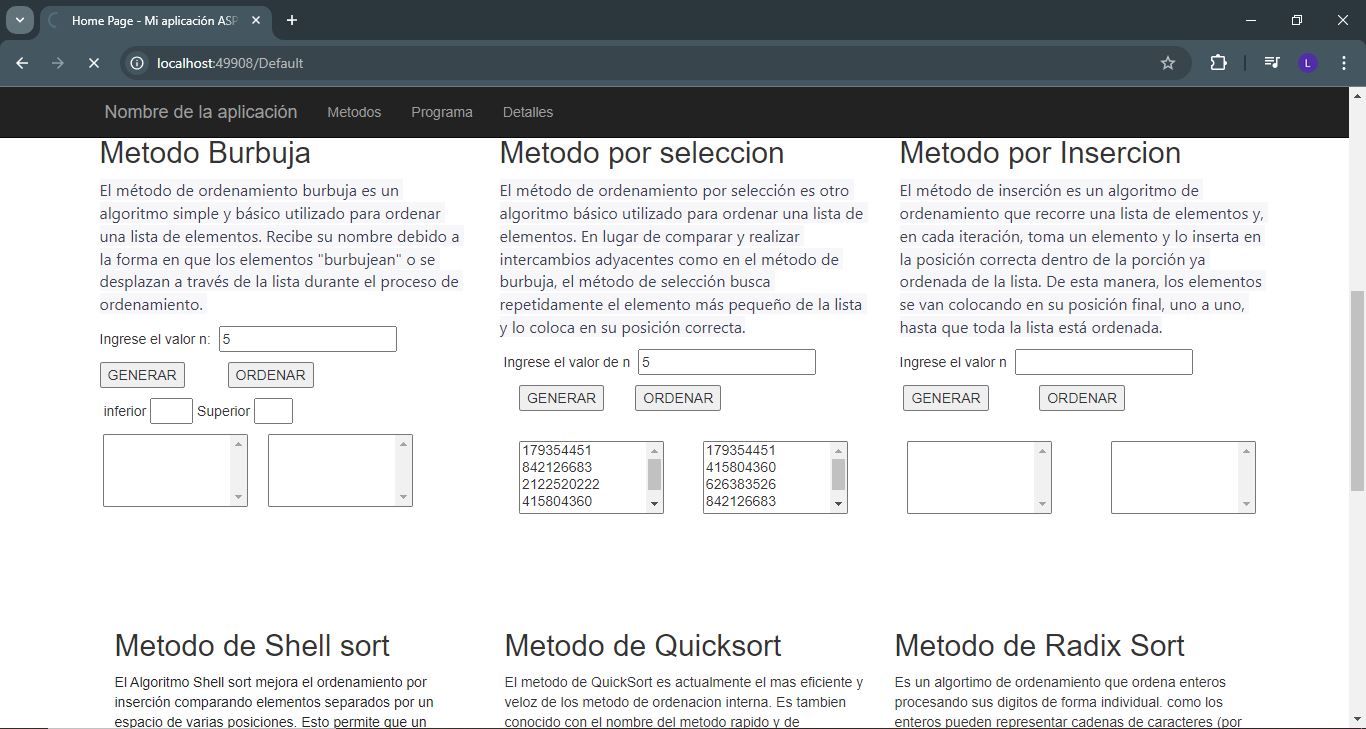 Home Page - Mi aplicación ASP
localhost:49908/Default
L
Nombre de la aplicación
Metodos
Programa
Detalles
Metodo Burbuja
El método de ordenamiento burbuja es un
algoritmo simple y básico utilizado para ordenar
una lista de elementos. Recibe su nombre debido a
la forma en que los elementos "burbujean" o se
desplazan a través de la lista durante el proceso de
ordenamiento.
Ingrese el valor n: 5
GENERAR
ORDENAR
inferior
Superior
Metodo por seleccion
El método de ordenamiento por selección es otro
algoritmo básico utilizado para ordenar una lista de
elementos. En lugar de comparar y realizar
intercambios adyacentes como en el método de
burbuja, el método de selección busca
repetidamente el elemento más pequeño de la lista
y lo coloca en su posición correcta.
Ingrese el valor de n 5
GENERAR
ORDENAR
179354451
842126683
2122520222
415804360
179354451
415804360
626383526
842126683
Metodo por Insercion
El método de inserción es un algoritmo de
ordenamiento que recorre una lista de elementos y,
en cada iteración, toma un elemento y lo inserta en
la posición correcta dentro de la porción ya
ordenada de la lista. De esta manera, los elementos
se van colocando en su posición final, uno a uno,
hasta que toda la lista está ordenada.
Ingrese el valor n
GENERAR
ORDENAR
Metodo de Shell sort
El Algoritmo Shell sort mejora el ordenamiento por
inserción comparando elementos separados por un
espacio de varias posiciones. Esto permite que un
Metodo de Quicksort
El metodo de QuickSort es actualmente el mas eficiente y
veloz de los metodo de ordenacion interna. Es tambien
conocido con el nombre del metodo rapido y de
Metodo de Radix Sort
Es un algortimo de ordenamiento que ordena enteros
procesando sus digitos de forma individual. como los
enteros pueden representar cadenas de caracteres (por